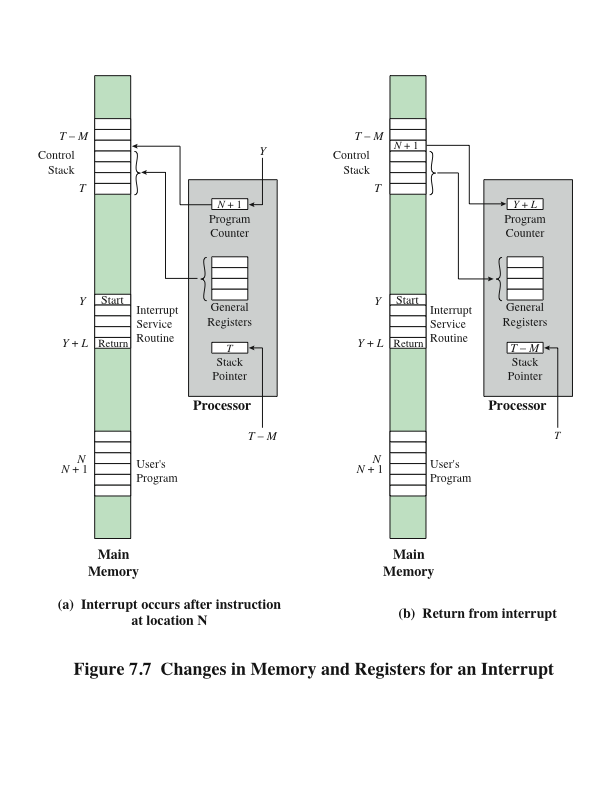 T – M
Control
Stack
T
Y
N + 1
Program
Counter
Y
Start
Interrupt
Service
Routine
Y + L
Return
General
Registers
T
Stack
Pointer
Processor
T – M
N
N + 1
User's
Program
Main
Memory
(a) Interrupt occurs after instruction
at location N
T – M
N + 1
Control
Stack
T
Y + L
Program
Counter
Y
Start
Interrupt
Service
Routine
Y + L
Return
General
Registers
T – M
Stack
Pointer
Processor
T
N
N + 1
User's
Program
Main
Memory
(b) Return from interrupt
Figure 7.7 Changes in Memory and Registers for an Interrupt